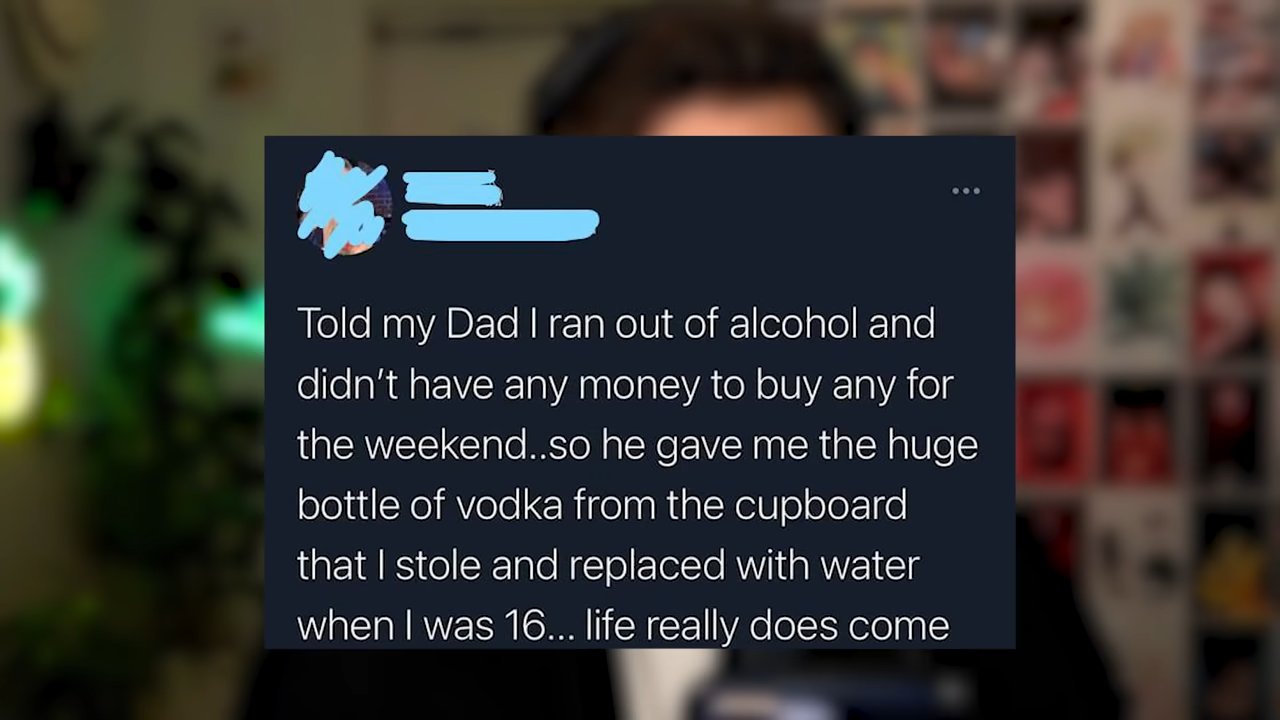 Told my Dad I ran out of alcohol and
didn't have any money to buy any for
the weekend..so he gave me the huge
bottle of vodka from the cupboard
that I stole and replaced with water
when I was 16... life really does come